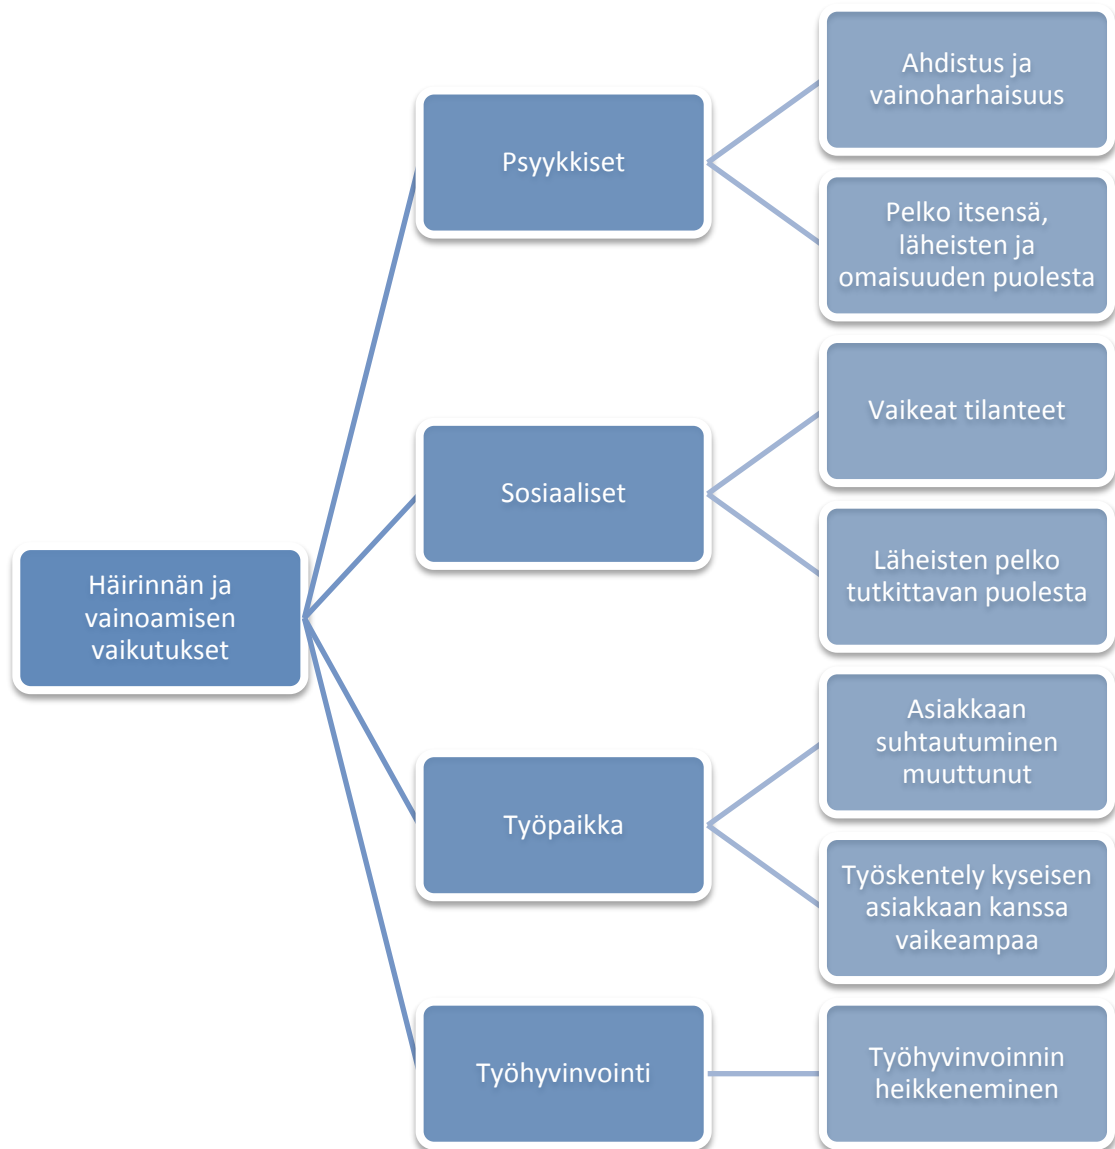 Häirinnän ja
vainoamisen
vaikutukset
Psyykkiset
Ahdistus ja
vainoharhaisuus
Pelko itsensä,
läheisten ja
omaisuuden puolesta
Sosiaaliset
Vaikeat tilanteet
Läheisten pelko
tutkittavan puolesta
Työpaikka
Asiakkaan
suhtautuminen
muuttunut
Työskentely kyseisen
asiakkaan kanssa
vaikeampaa
Työhyvinvointi
Työhyvinvoinnin
heikkeneminen